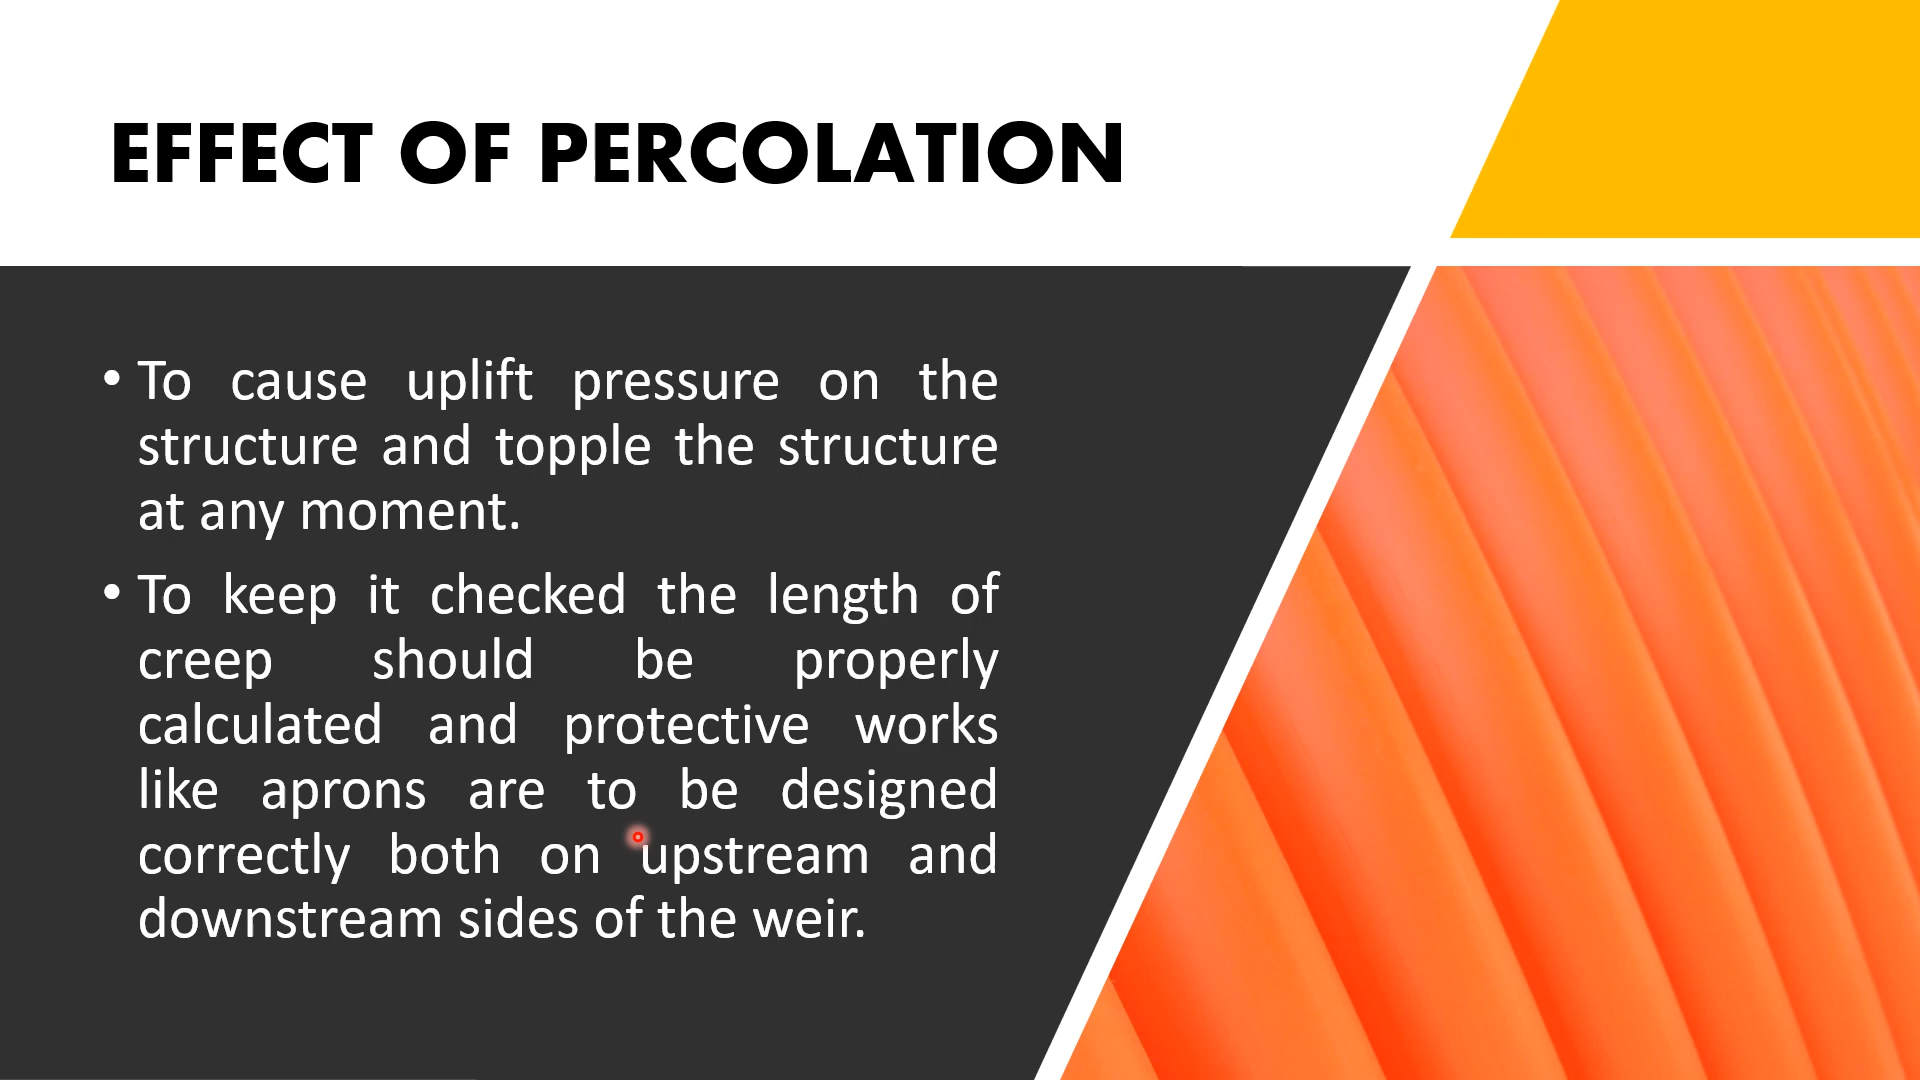 EFFECT OF PERCOLATION
• To cause uplift pressure on the
structure and topple the structure
at any moment.
• To keep it checked the length of
creep should be properly
calculated and protective works
like aprons are to be designed
correctly both on upstream and
downstream sides of the weir.